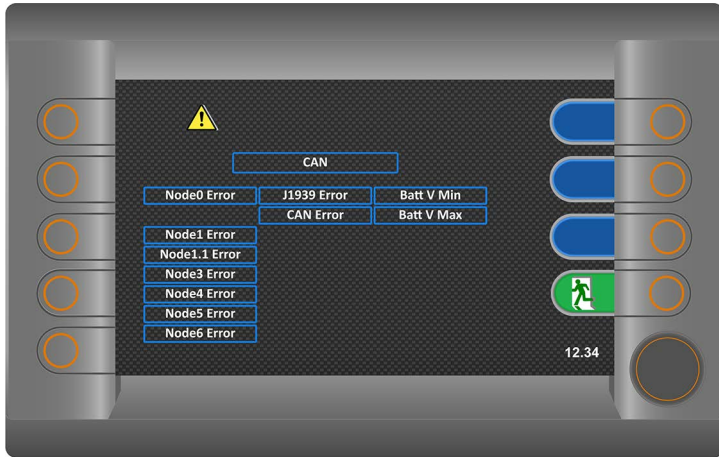 CAN
Node0 Error J1939 Error Batt V Min
CAN Error Batt V Max
Node1 Error
Node1.1 Error
Node3 Error
Node4 Error
Node5 Error
Node6 Error
12.34